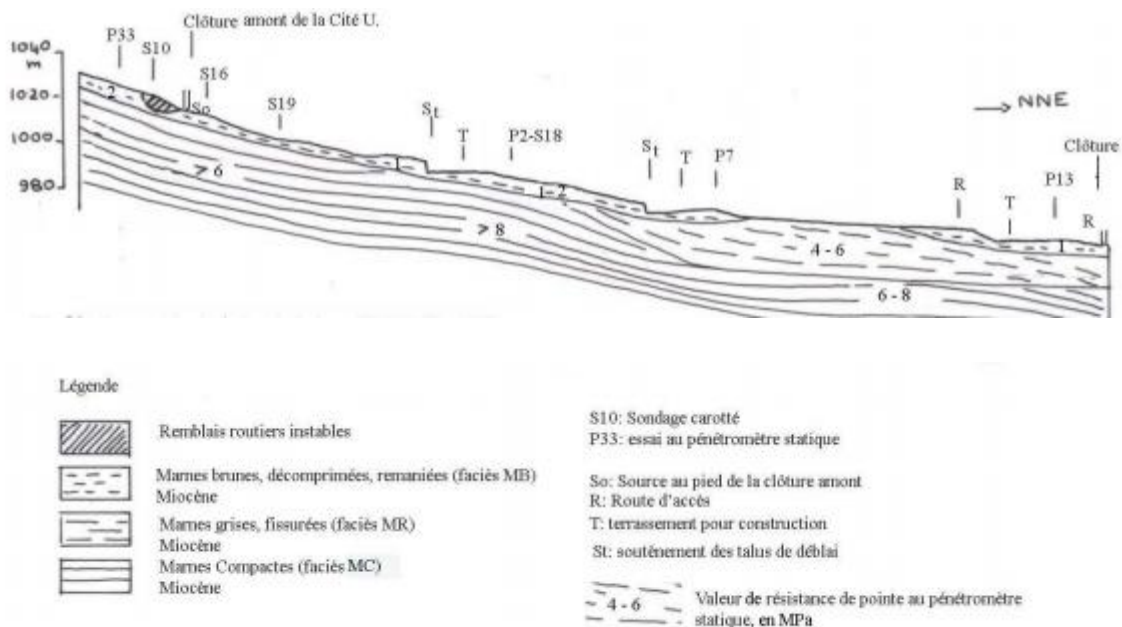 Clôture amont de la Cité U.
P33
S10
1040
m
S16
1020
2
So
S19
St
NNE
1000
T
P2-S18
St
Clôture
1
T
P7
980
> 6
1-2
R
P13
T
R
> 8
4-6
1
6-8
Légende
Remblais routiers instables
Marnes brunes, décomprimées, remaniées (faciès MB)
Miocène
Marnes grises, fissurées (faciès MR)
Miocène
Marnes Compactes (faciès MC)
Miocène
S10: Sondage carotté
P33: essai au pénétromètre statique
So: Source au pied de la clôture amont
R: Route d'accès
T: terrassement pour construction
St: soutènement des talus de déblai
4-6
Valeur de résistance de pointe au pénétromètre
statique, en MPa